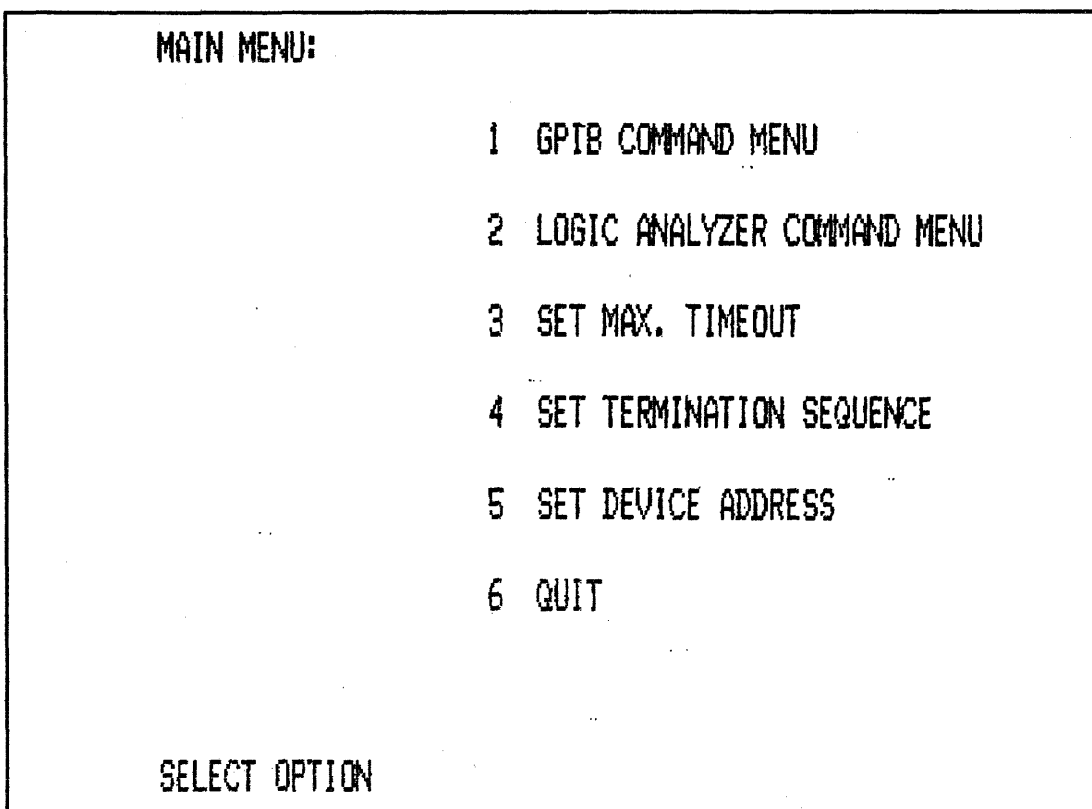 MAIN MENU:
1 GPIB COMMAND MENU
2 LOGIC ANALYZER COMMAND MENU
3 SET MAX. TIMEOUT
4 SET TERMINATION SEQUENCE
5 SET DEVICE ADDRESS
6 QUIT
SELECT OPTION